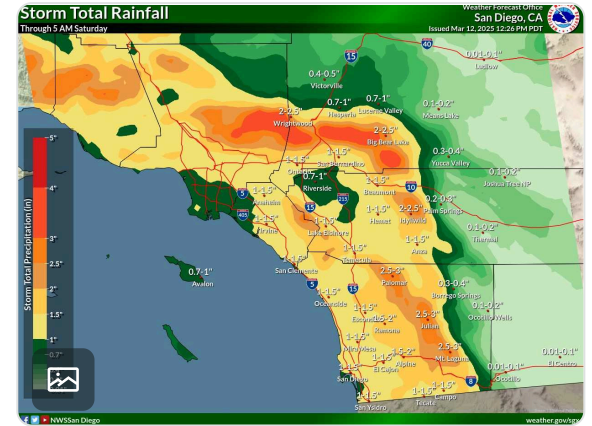 Storm Total Rainfall
Through 5 AM Saturday
Weather Forecast Office
San Diego, CA
Issued Mar 12, 2025 12:26 PM PDT
15
40
0.01-0.1"
Ludlow
0.4-0.5"
Victorville
0.7-1"
Hesperia
0.7-1"
Lucerne Valley
0.1-0.2"
Means Lake
2-2.5"
Wrightwood
2-2.5"
Big Bear Lake
0.3-0.4"
Yucca Valley
1-1.5"
1-1.5"
San Bernardino
0.7-1"
Riverside
1-1.5"
Beaumont
0.1-0.2"
Joshua Tree NP
5
1-1.5"
Anaheim
215
10
0.2-0.3"
Palm Springs
405
1-1.5"
Irvine
15
1-1.5"
Lake Elsinore
1-1.5"
Hemet
2-2.5"
Idyllwild
0.1-0.2"
Thermal
1-1.5"
Temecula
1-1.5"
Anza
1-1.5"
San Clemente
0.7-1"
Avalon
2.5-3"
Palomar
0.3-0.4"
Borrego Springs
5
15
1-1.5"
Oceanside
1-1.5"
Escondido
1.5-2"
Ramona
2.5-3"
Julian
0.1-0.2"
Ocotillo Wells
1-1.5"
Mira Mesa
1-1.5"
El Cajon
1.5-2"
Alpine
2.5-3"
Mt Laguna
0.01-0.1"
Ocotillo
0.01-0.1"
El Centro
1-1.5"
San Diego
8
1-1.5"
San Ysidro
1-1.5"
Tecate
1-1.5"
Campo
Storm Total Precipitation (in)
5"
4"
3"
2.5"
2"
1.5"
1"
0.7"
NWSSan Diego
weather.gov/sgx